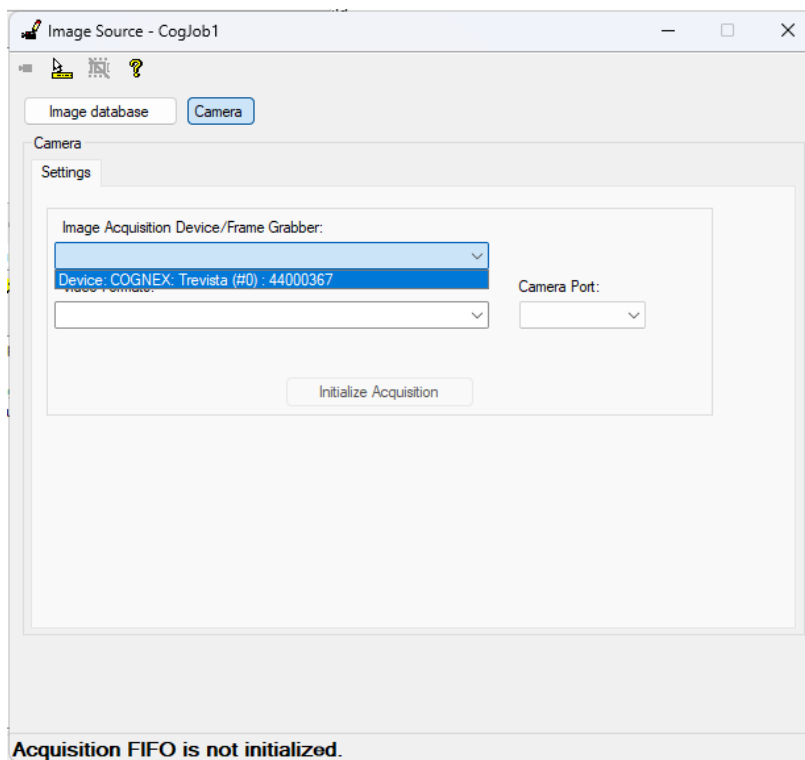 Image Source - CogJob1
Image database
Camera
Camera
Settings
Image Acquisition Device/Frame Grabber:
Device: COGNEX: Trevista (#0) : 44000367
Camera Port:
Initialize Acquisition
Acquisition FIFO is not initialized.